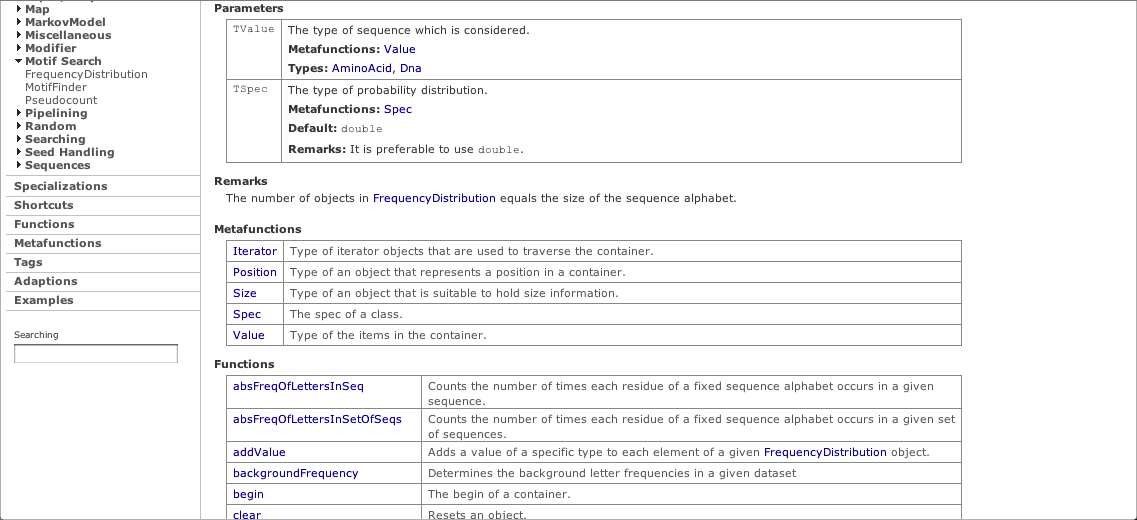 Map
MarkovModel
Miscellaneous
Modifier
Motif Search
FrequencyDistribution
MotifFinder
Pseudocount
Pipelining
Random
Searching
Seed Handling
Sequences
Specializations
Shortcuts
Functions
Metafunctions
Tags
Adaptions
Examples
Searching
Parameters
TValue The type of sequence which is considered.
Metafunctions: Value
Types: AminoAcid, Dna
TSpec The type of probability distribution.
Metafunctions: Spec
Default: double
Remarks: It is preferable to use double.
Remarks
The number of objects in FrequencyDistribution equals the size of the sequence alphabet.
Metafunctions
Iterator Type of iterator objects that are used to traverse the container.
Position Type of an object that represents a position in a container.
Size Type of an object that is suitable to hold size information.
Spec The spec of a class.
Value Type of the items in the container.
Functions
absFreqOfLettersInSeq Counts the number of times each residue of a fixed sequence alphabet occurs in a given
sequence.
absFreqOfLettersInSetOfSeqs Counts the number of times each residue of a fixed sequence alphabet occurs in a given set
of sequences.
addValue Adds a value of a specific type to each element of a given FrequencyDistribution object.
backgroundFrequency Determines the background letter frequencies in a given dataset
begin The begin of a container.
clear Resets an object.